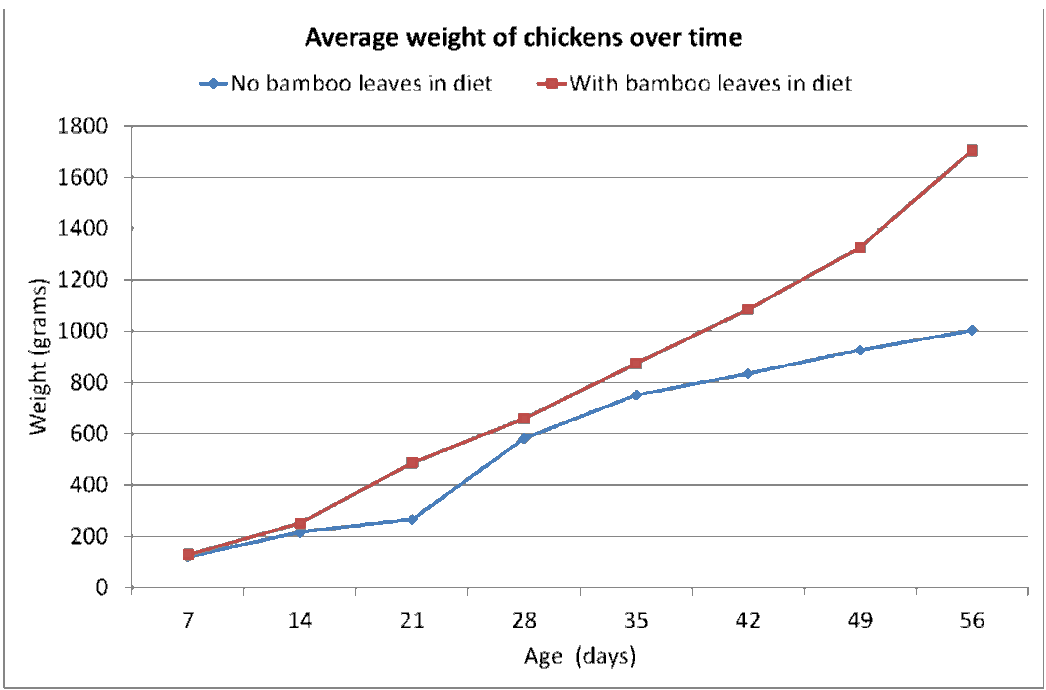 Average weight of chickens over time
No bamboo leaves in diet With bamboo leaves in diet
1800
1600
1400
1200
1000
800
600
400
200
0
Weight (grams)
7 14 21 28 35 42 49 56
Age (days)